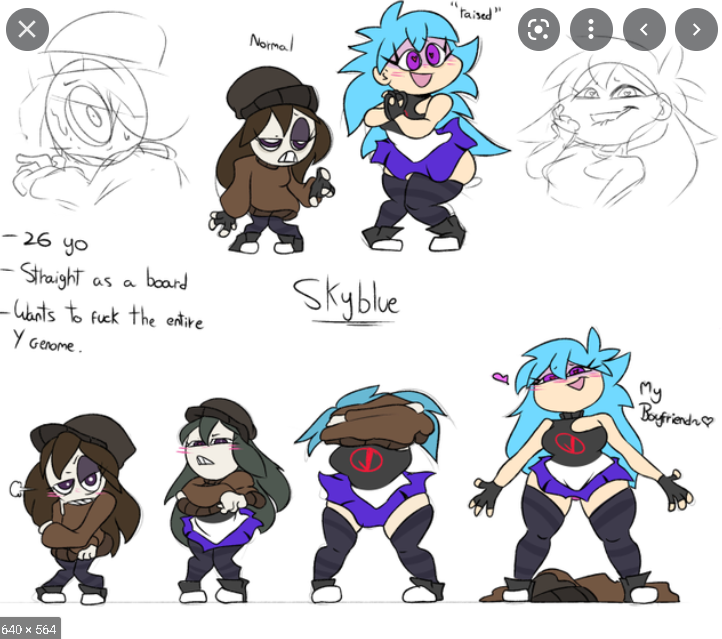 "raised"
Normal
- 26 yo
- Straight as a board
- Wants to fuck the entire
Y Genome.
Skyblue
My
Boyfriend~♡
640 × 564